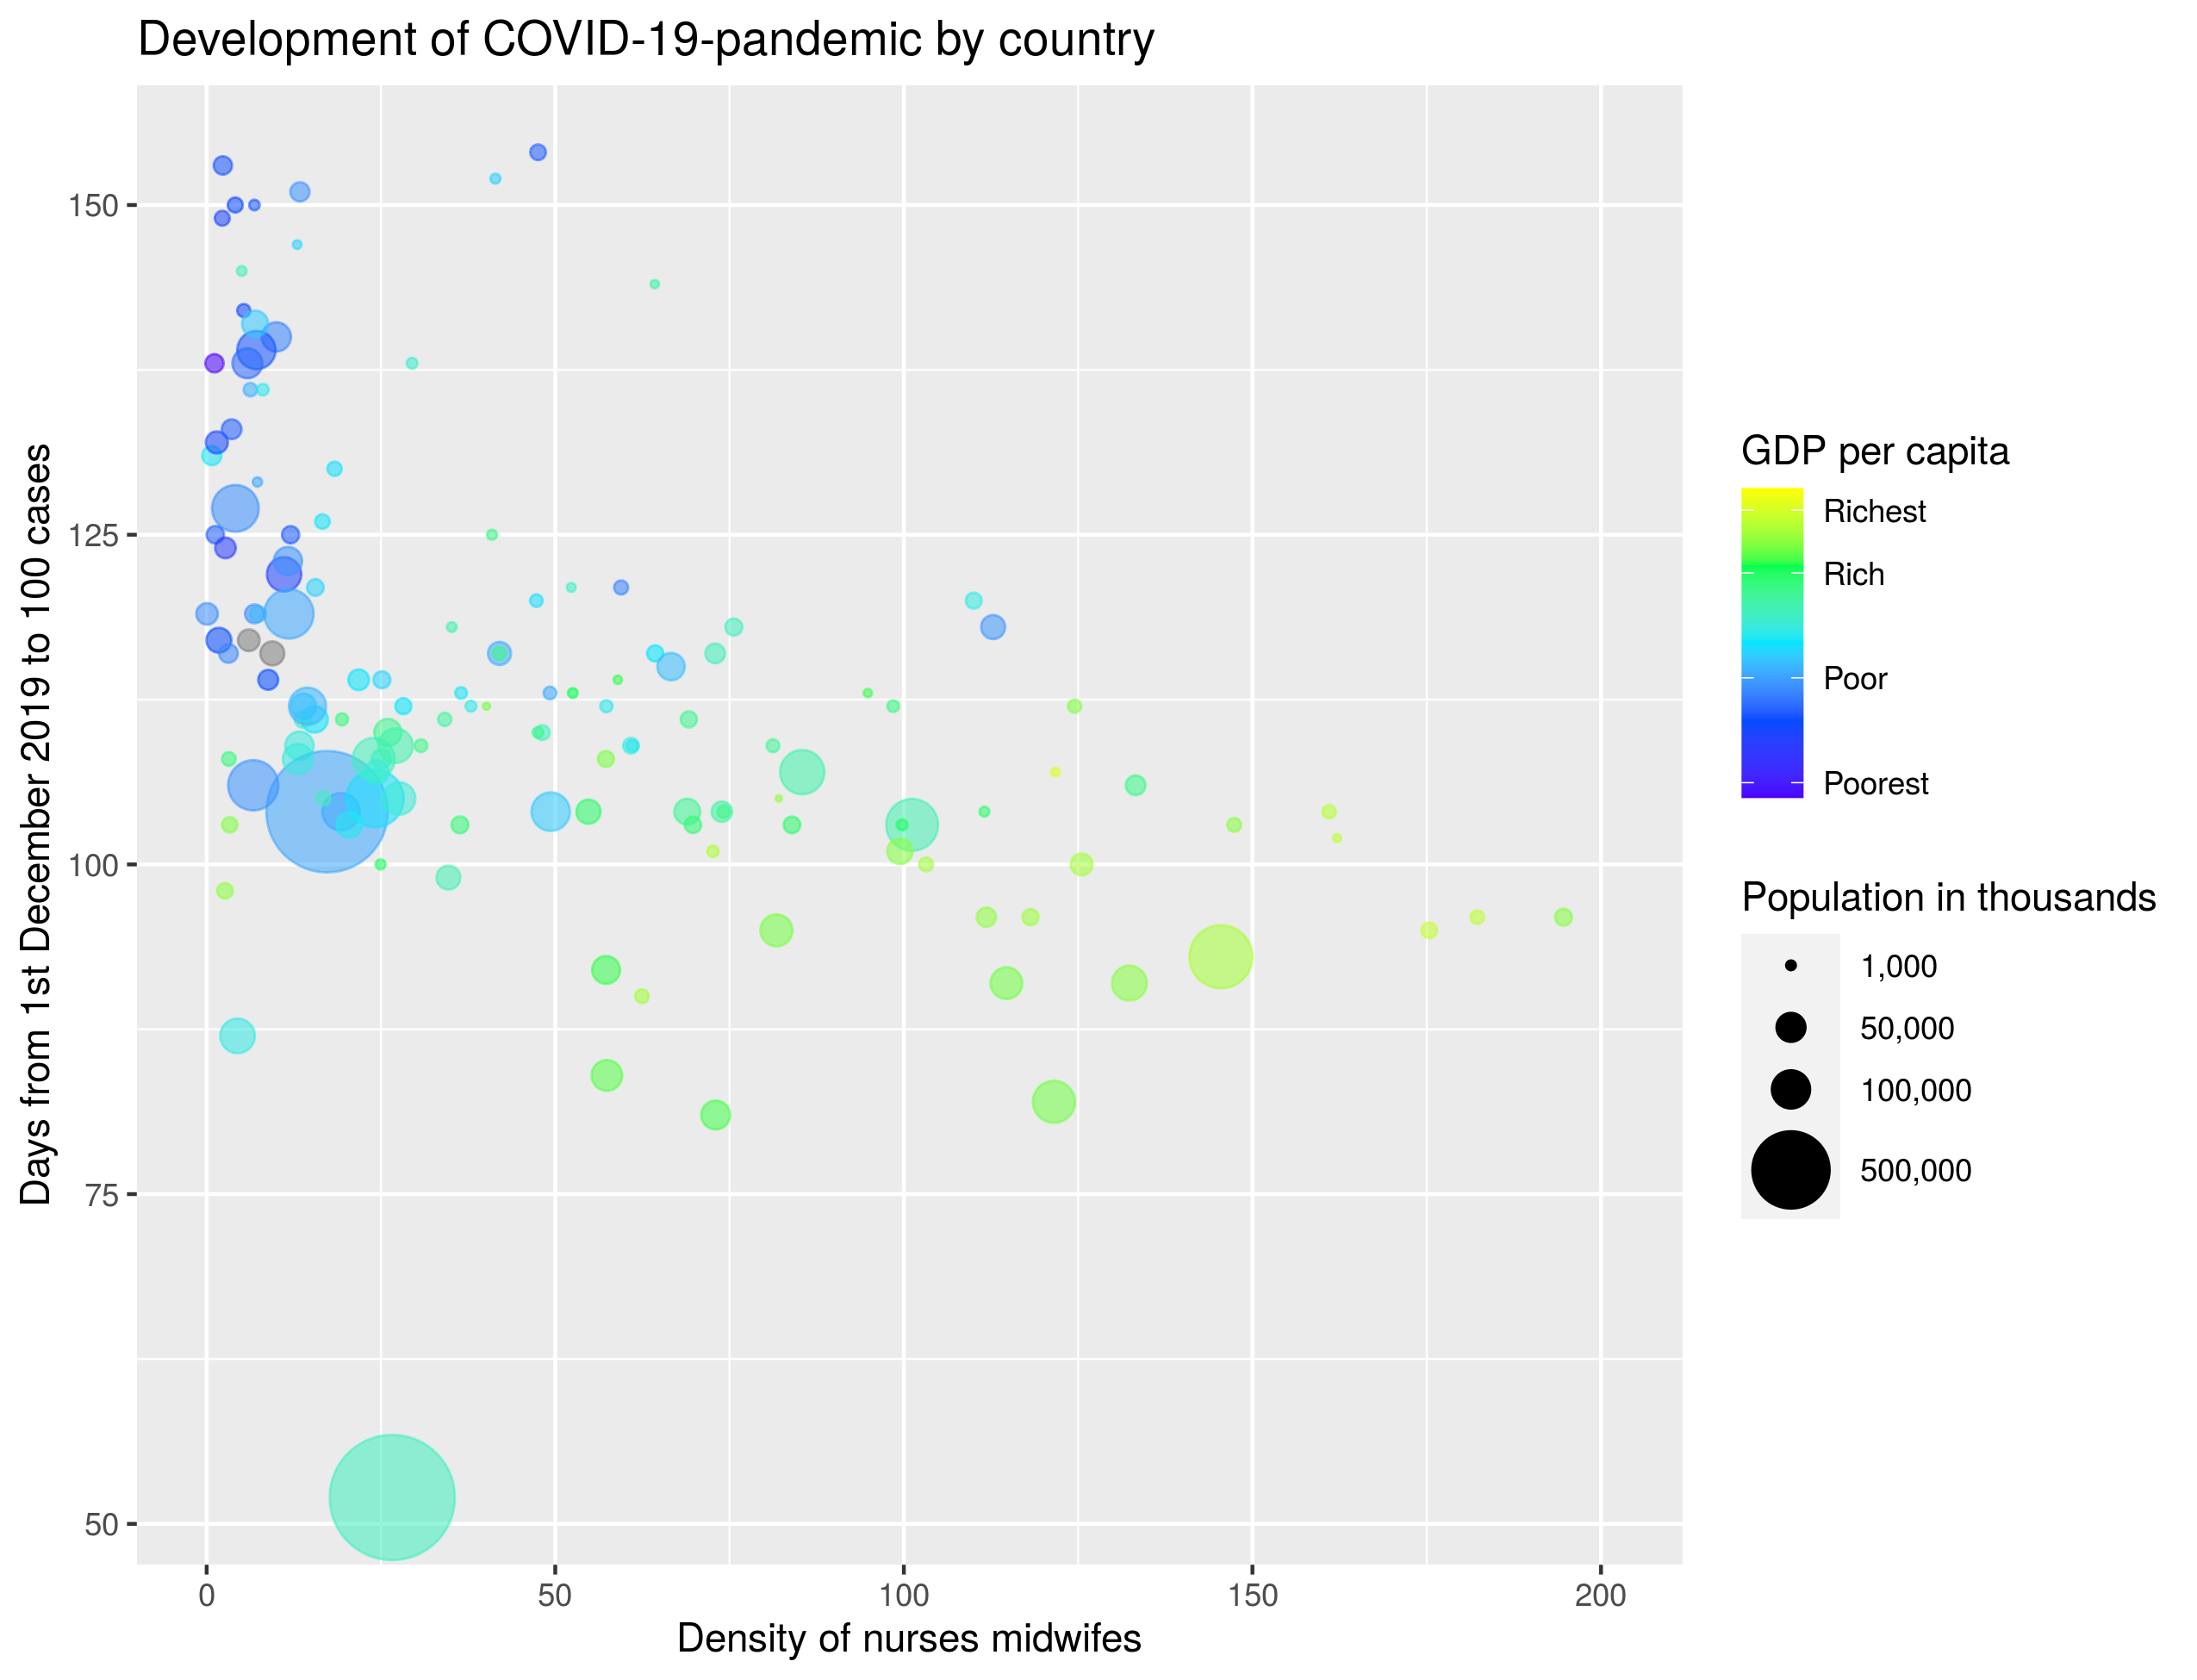 Development of COVID-19-pandemic by country
Days from 1st December 2019 to 100 cases
150
125
100
75
50
0
50
100
150
200
Density of nurses midwifes
GDP per capita
Richest
Rich
Poor
Poorest
Population in thousands
1,000
50,000
100,000
500,000